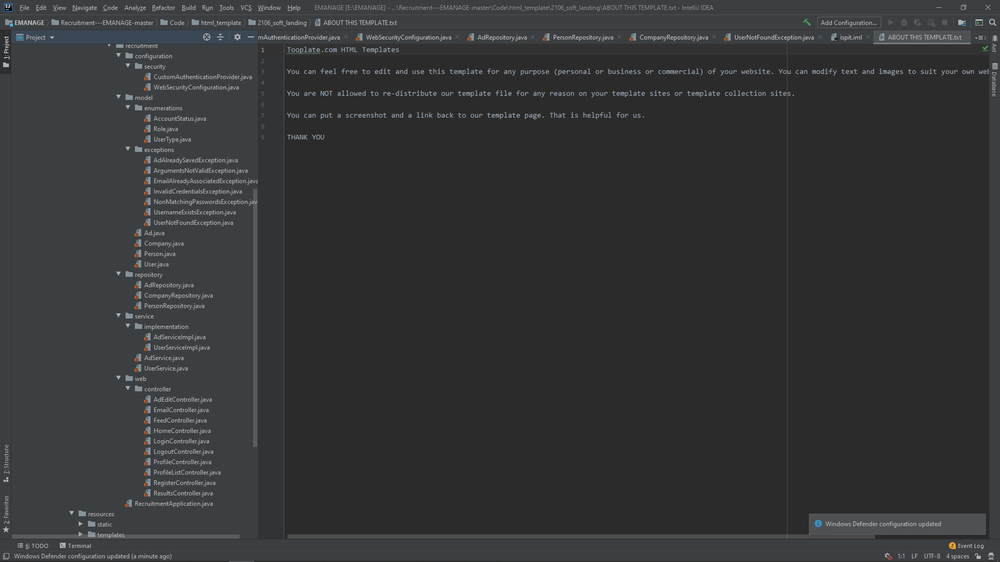 File Edit View Navigate Code Analyze Refactor Build Run Tools VCS Window Help EMANAGE [E:\EMANAGE] - ...\Recruitment---EMANAGE-master\Code\html_template\2106_soft_landing\ABOUT THIS TEMPLATE.txt - IntelliJ IDEA
EMANAGE Recruitment---EMANAGE-master Code html_template 2106_soft_landing ABOUT THIS TEMPLATE.txt Add Configuration...
Project mAuthenticationProvider.java WebSecurityConfiguration.java AdRepository.java PersonRepository.java CompanyRepository.java UserNotFoundException.java ispit.iml ABOUT THIS TEMPLATE.txt 3
1: Project
7: Structure
2: Favorites
Ant
Database
recruitment
configuration
security
CustomAuthenticationProvider.java
WebSecurityConfiguration.java
model
enumerations
AccountStatus.java
Role.java
UserType.java
exceptions
AdAlreadySavedException.java
ArgumentsNotValidException.java
EmailAlreadyAssociatedException.java
InvalidCredentialsException.java
NonMatchingPasswordsException.jav
UsernameExistsException.java
UserNotFoundException.java
Ad.java
Company.java
Person.java
User.java
repository
AdRepository.java
CompanyRepository.java
PersonRepository.java
service
implementation
AdServiceImpl.java
UserServiceImpl.java
AdService.java
UserService.java
web
controller
AdEditController.java
EmailController.java
FeedController.java
HomeController.java
LoginController.java
LogoutController.java
ProfileController.java
ProfileListController.java
RegisterController.java
ResultsController.java
RecruitmentApplication.java
resources
static
templates
1 Tooplate.com HTML Templates
2
3 You can feel free to edit and use this template for any purpose (personal or business or commercial) of your website. You can modify text and images to suit your own web
4
5 You are NOT allowed to re-distribute our template file for any reason on your template sites or template collection sites.
6
7 You can put a screenshot and a link back to our template page. That is helpful for us.
8
9 THANK YOU
Windows Defender configuration updated
6: TODO Terminal 2 Event Log
Windows Defender configuration updated (a minute ago) 1:1 LF UTF-8 4 spaces